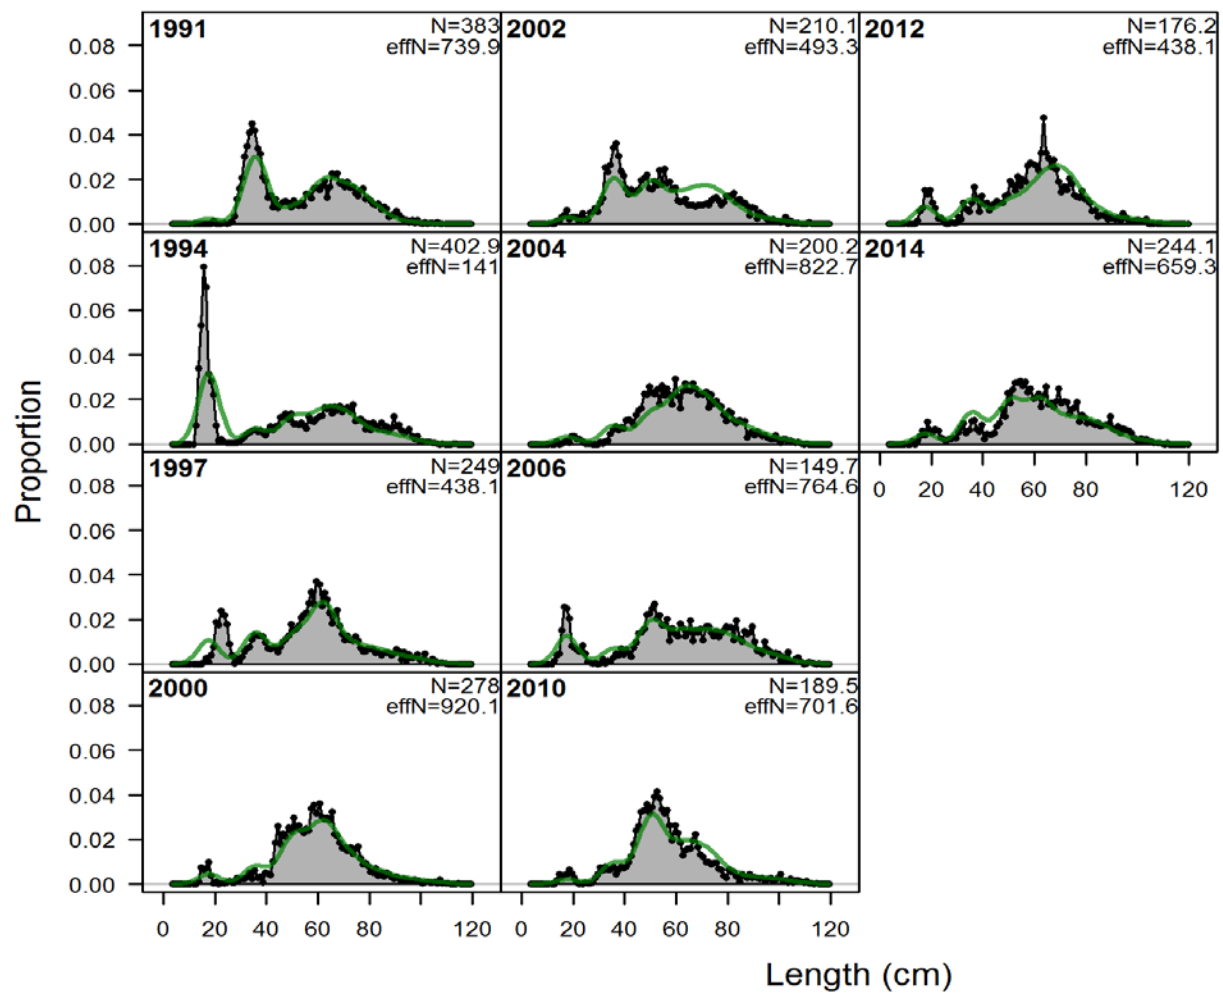 1991
N=383
effN=739.9
2002
N=210.1
effN=493.3
2012
N=176.2
effN=438.1
0.08
0.06
0.04
0.02
0.00
1994
N=402.9
effN=141
2004
N=200.2
effN=822.7
2014
N=244.1
effN=659.3
0.08
0.06
0.04
0.02
0.00
0 20 40 60 80 120
1997
N=249
effN=438.1
2006
N=149.7
effN=764.6
0.08
0.06
0.04
0.02
0.00
2000
N=278
effN=920.1
2010
N=189.5
effN=701.6
0.08
0.06
0.04
0.02
0.00
0 20 40 60 80 120
0 20 40 60 80 120
Proportion
Length (cm)